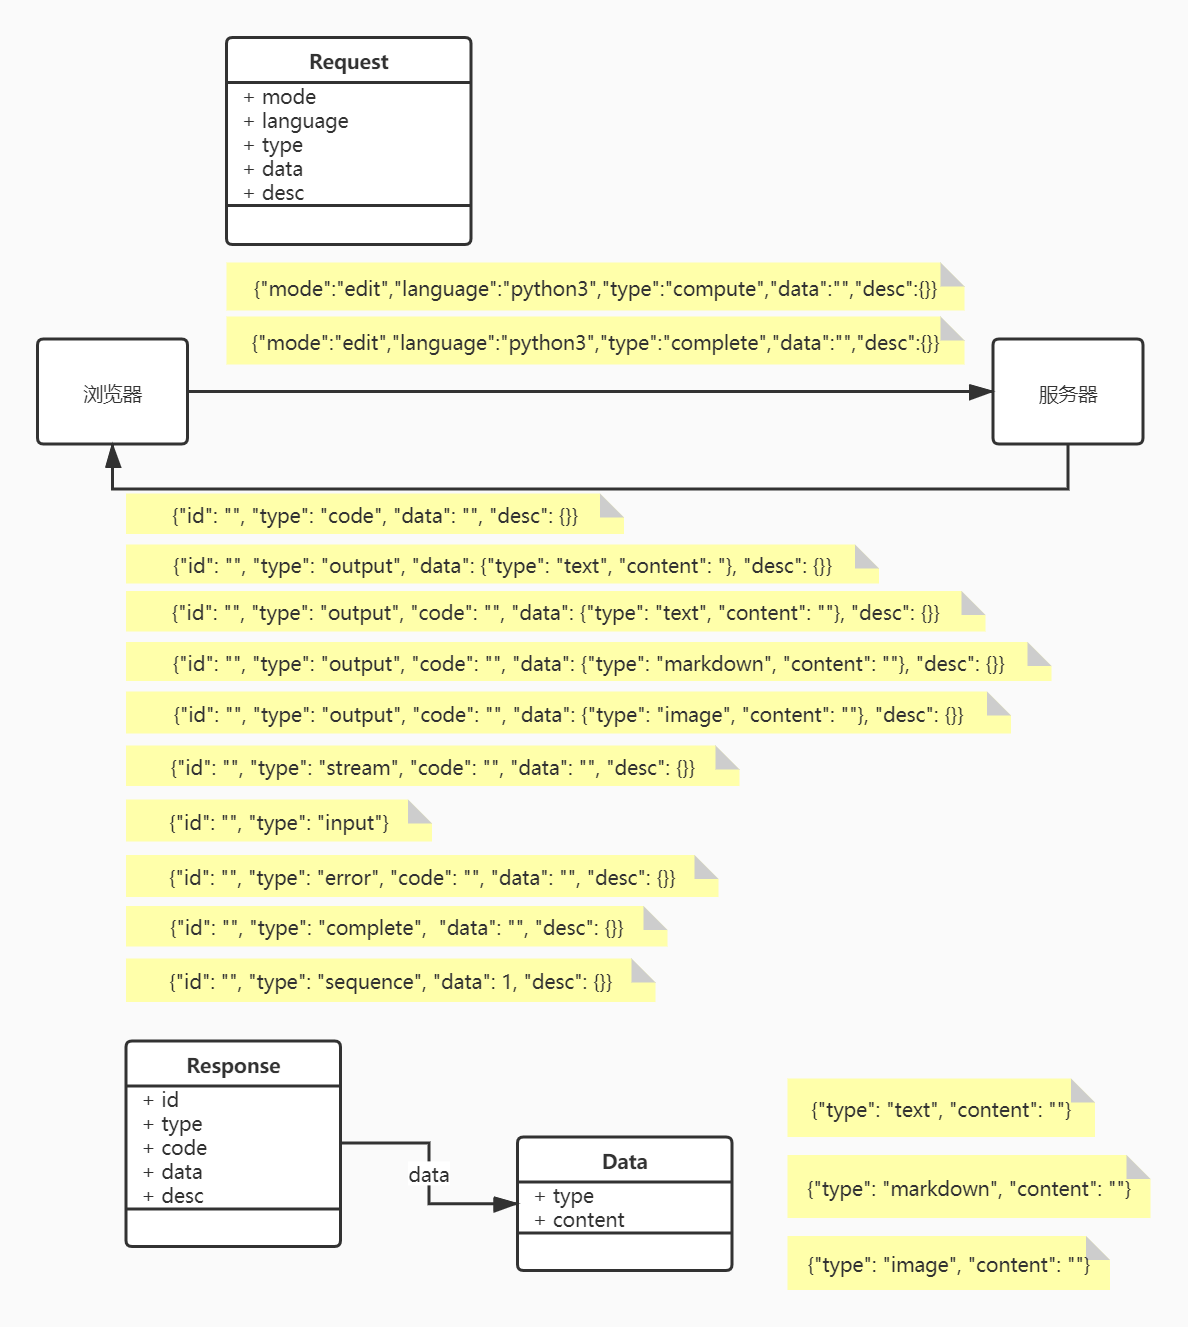 Request
+ mode
+ language
+ type
+ data
+ desc
{"mode":"edit","language":"python3","type":"compute","data":"","desc":{}}
{"mode":"edit","language":"python3","type":"complete","data":"","desc":{}}
浏览器
服务器
{"id": "", "type": "code", "data": "", "desc": {}}
{"id": "", "type": "output", "data": {"type": "text", "content": "}, "desc": {}}
{"id": "", "type": "output", "code": "", "data": {"type": "text", "content": ""}, "desc": {}}
{"id": "", "type": "output", "code": "", "data": {"type": "markdown", "content": ""}, "desc": {}}
{"id": "", "type": "output", "code": "", "data": {"type": "image", "content": ""}, "desc": {}}
{"id": "", "type": "stream", "code": "", "data": "", "desc": {}}
{"id": "", "type": "input"}
{"id": "", "type": "error", "code": "", "data": "", "desc": {}}
{"id": "", "type": "complete",  "data": "", "desc": {}}
{"id": "", "type": "sequence", "data": 1, "desc": {}}
Response
+ id
+ type
+ code
+ data
+ desc
data
Data
+ type
+ content
{"type": "text", "content": ""}
{"type": "markdown", "content": ""}
{"type": "image", "content": ""}